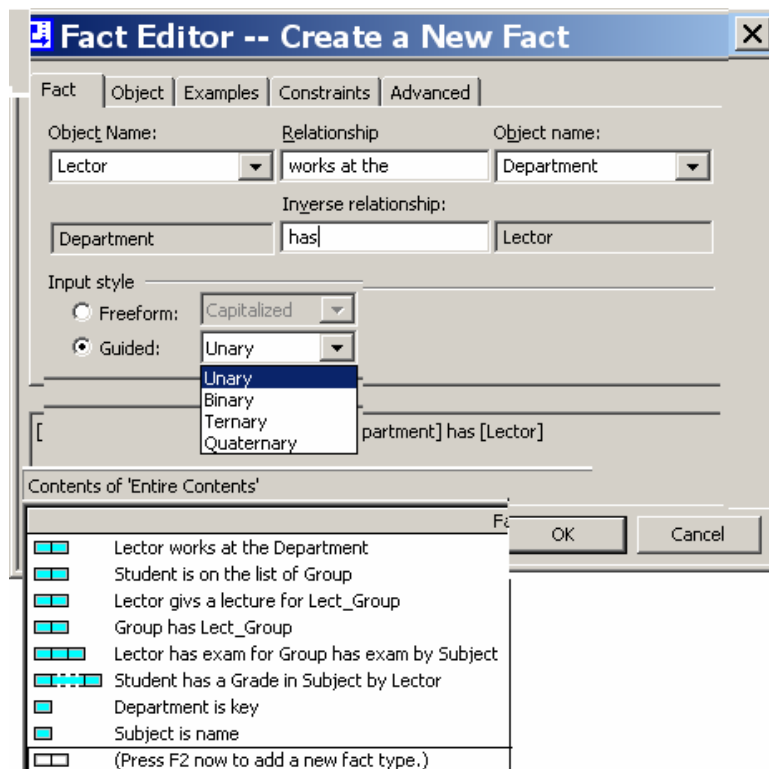 Fact Editor -- Create a New Fact
Fact Object Examples Constraints Advanced
Object Name: Relationship Object name:
Lector works at the Department
Inverse relationship:
Department has Lector
Input style
Freeform: Capitalized
Guided: Unary
Unary
Binary
Ternary
Quaternary
[ partment] has [Lector]
Contents of 'Entire Contents'
Fa
OK Cancel
Lector works at the Department
Student is on the list of Group
Lector givs a lecture for Lect_Group
Group has Lect_Group
Lector has exam for Group has exam by Subject
Student has a Grade in Subject by Lector
Department is key
Subject is name
(Press F2 now to add a new fact type.)